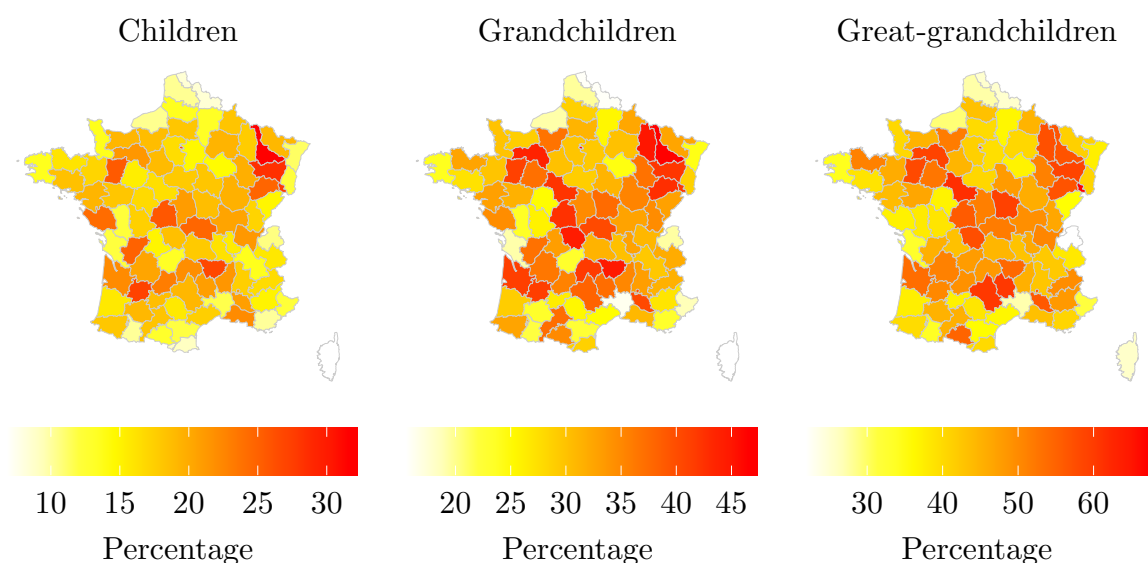 Children
Grandchildren
Great-grandchildren
10 15 20 25 30
20 25 30 35 40 45
30 40 50 60
Percentage
Percentage
Percentage